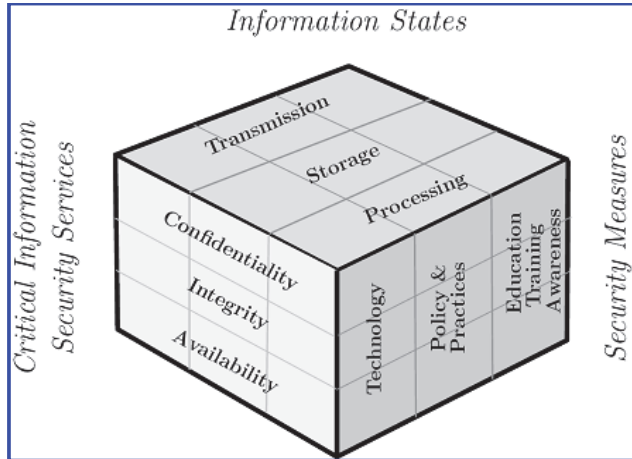 Information States
Critical Information
Security Services
Transmission
Storage
Processing
Confidentiality
Integrity
Availability
Technology
Policy &
Practices
Education
Training
Awareness
Security Measures